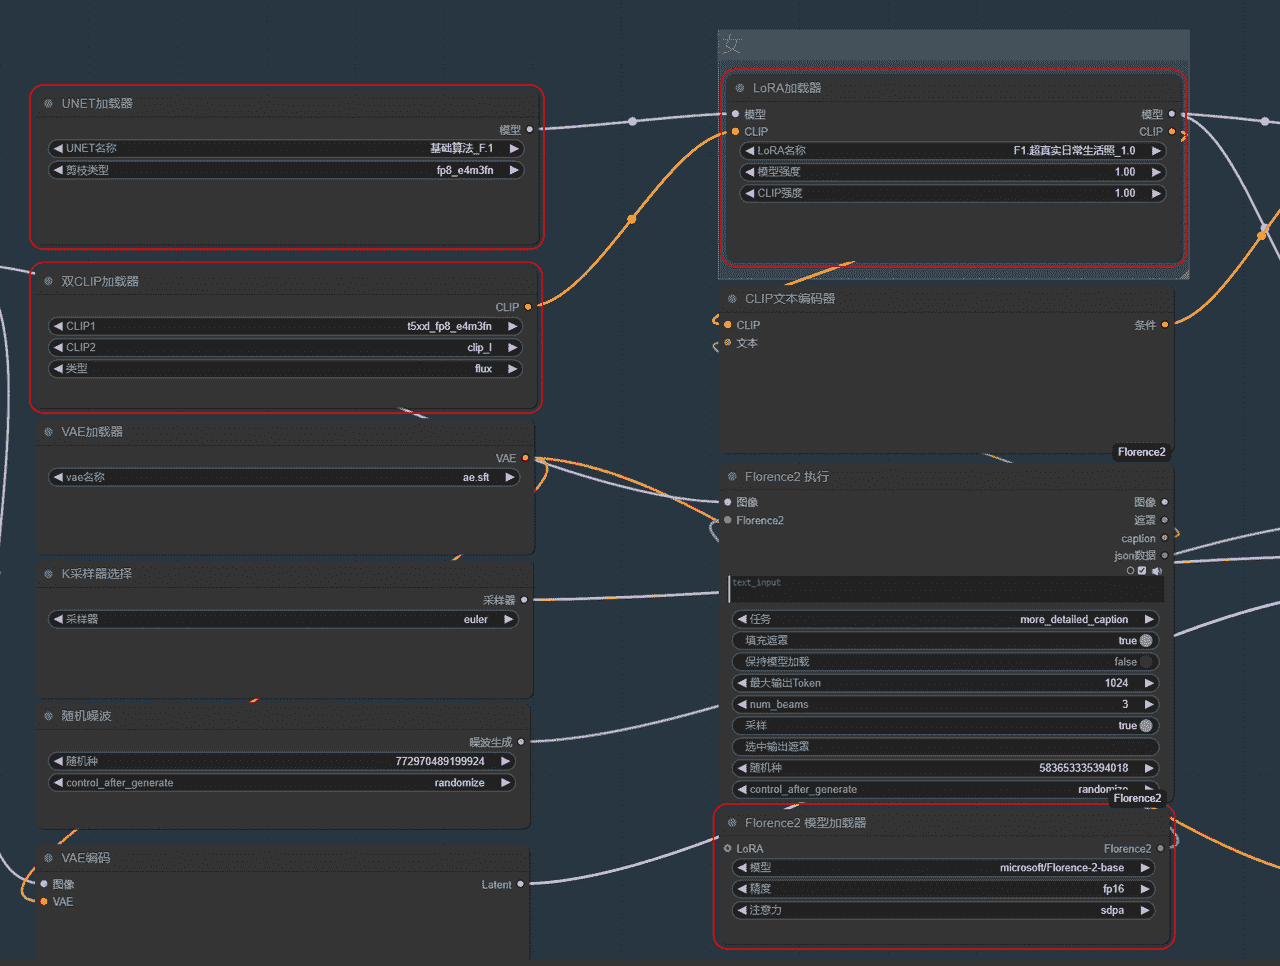 UNET加载器
模型
UNET名称 基础算法_F.1
剪枝类型 fp8_e4m3fn
双CLIP加载器
CLIP
CLIP1 t5xxl_fp8_e4m3fn
CLIP2 clip_l
类型 flux
VAE加载器
VAE
vae名称 ae.sft
K采样器选择
采样器
采样器 euler
随机噪波
噪波生成
随机种 772970489199924
control_after_generate randomize
VAE编码
图像 Latent
VAE
女
LoRA加载器
模型 模型
CLIP CLIP
LoRA名称 F1.超真实日常生活照_1.0
模型强度 1.00
CLIP强度 1.00
CLIP文本编码器
CLIP 条件
文本
Florence2
Florence2 执行
图像 图像
Florence2 遮罩
caption
json数据
text_input
任务 more_detailed_caption
填充遮罩 true
保持模型加载 false
最大输出Token 1024
num_beams 3
采样 true
选中输出遮罩
随机种 583653335394018
control_after_generate randomize
Florence2
Florence2 模型加载器
LoRA Florence2
模型 microsoft/Florence-2-base
精度 fp16
注意力 sdpa